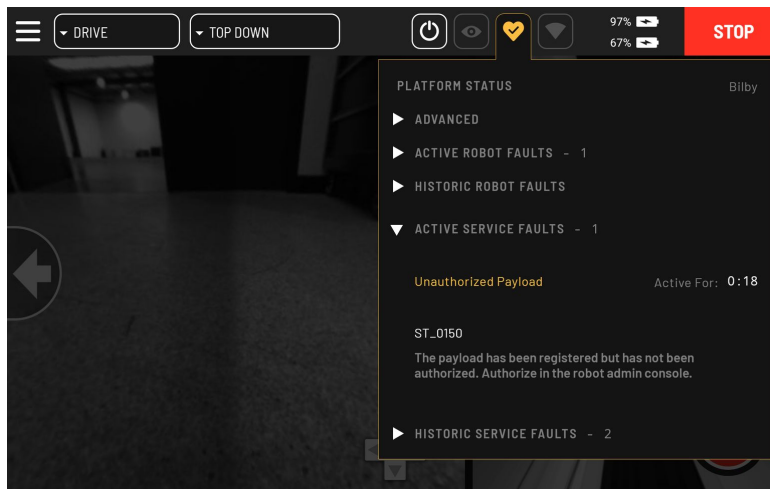 DRIVE
TOP DOWN
97%
67%
STOP
PLATFORM STATUS
Bilby
ADVANCED
ACTIVE ROBOT FAULTS - 1
HISTORIC ROBOT FAULTS
ACTIVE SERVICE FAULTS - 1
Unauthorized Payload
Active For: 0:18
ST_0150
The payload has been registered but has not been
authorized. Authorize in the robot admin console.
HISTORIC SERVICE FAULTS - 2